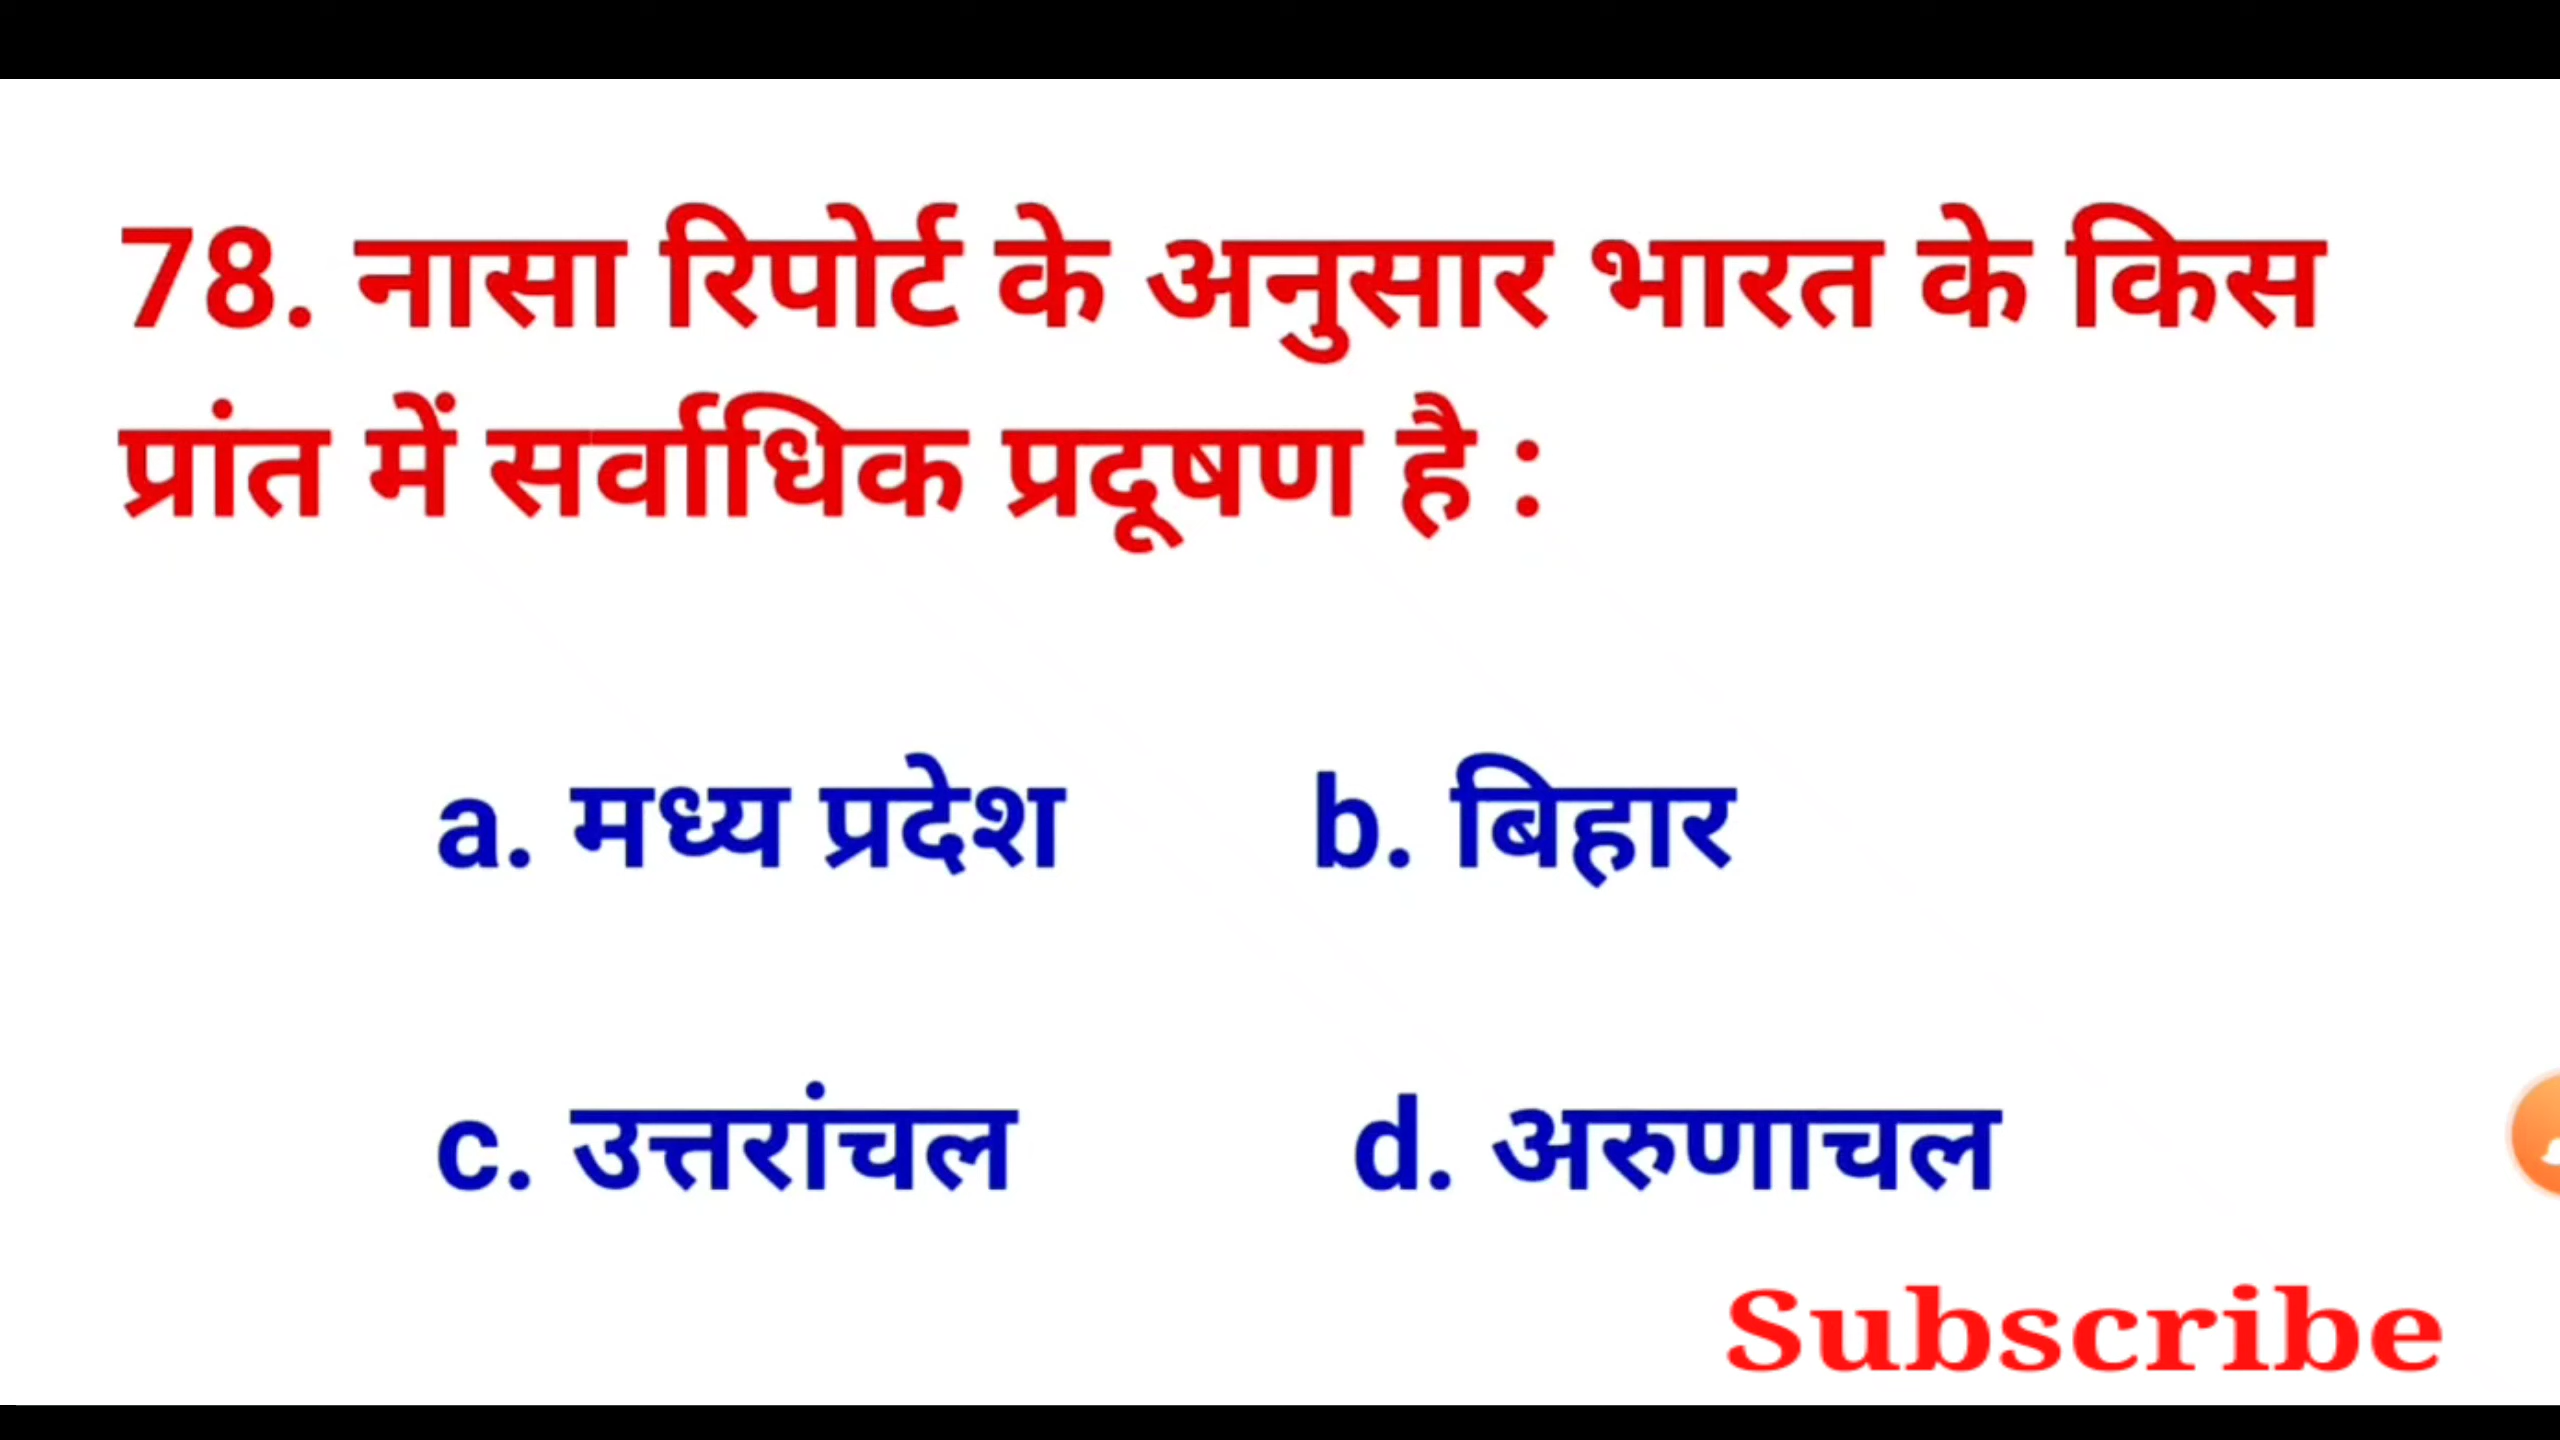 78. नासा रिपोर्ट के अनुसार भारत के किस
प्रांत में सर्वाधिक प्रदूषण है :
a. मध्य प्रदेश b. बिहार
c. उत्तरांचल d. अरुणाचल
Subscribe